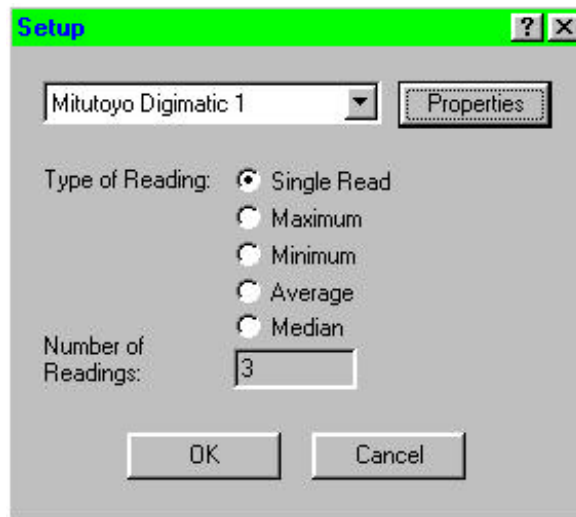 Setup
Mitutoyo Digimatic 1
Properties
Type of Reading:
Single Read
Maximum
Minimum
Average
Median
Number of
Readings:
3
OK
Cancel